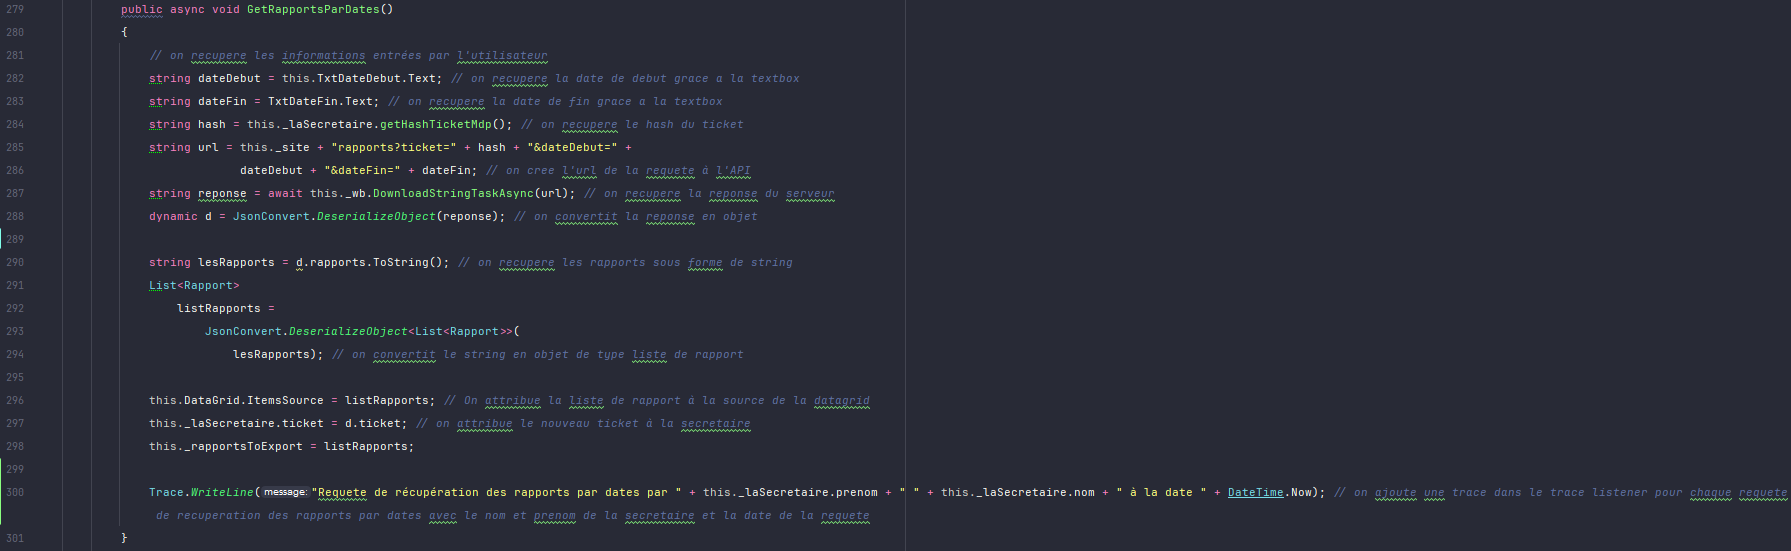 279 public async void GetRapportsParDates()
280 {
281 // on recupere les informations entrées par l'utilisateur
282 string dateDebut = this.TxtDateDebut.Text; // on recupere la date de debut grace a la textbox
283 string dateFin = TxtDateFin.Text; // on recupere la date de fin grace a la textbox
284 string hash = this._laSecretaire.getHashTicketMdp(); // on recupere le hash du ticket
285 string url = this._site + "rapports?ticket=" + hash + "&dateDebut=" +
286 dateDebut + "&dateFin=" + dateFin; // on cree l'url de la requete à l'API
287 string reponse = await this._wb.DownloadStringTaskAsync(url); // on recupere la reponse du serveur
288 dynamic d = JsonConvert.DeserializeObject(reponse); // on convertit la reponse en objet
289
290 string lesRapports = d.rapports.ToString(); // on recupere les rapports sous forme de string
291 List<Rapport>
292 listRapports =
293 JsonConvert.DeserializeObject<List<Rapport>>(
294 lesRapports); // on convertit le string en objet de type liste de rapport
295
296 this.DataGrid.ItemsSource = listRapports; // On attribue la liste de rapport à la source de la datagrid
297 this._laSecretaire.ticket = d.ticket; // on attribue le nouveau ticket à la secretaire
298 this._rapportsToExport = listRapports;
299
300 Trace.WriteLine(message: "Requete de récupération des rapports par dates par " + this._laSecretaire.prenom + " " + this._laSecretaire.nom + " à la date " + DateTime.Now); // on ajoute une trace dans le trace listener pour chaque requete
de recuperation des rapports par dates avec le nom et prenom de la secretaire et la date de la requete
301 }